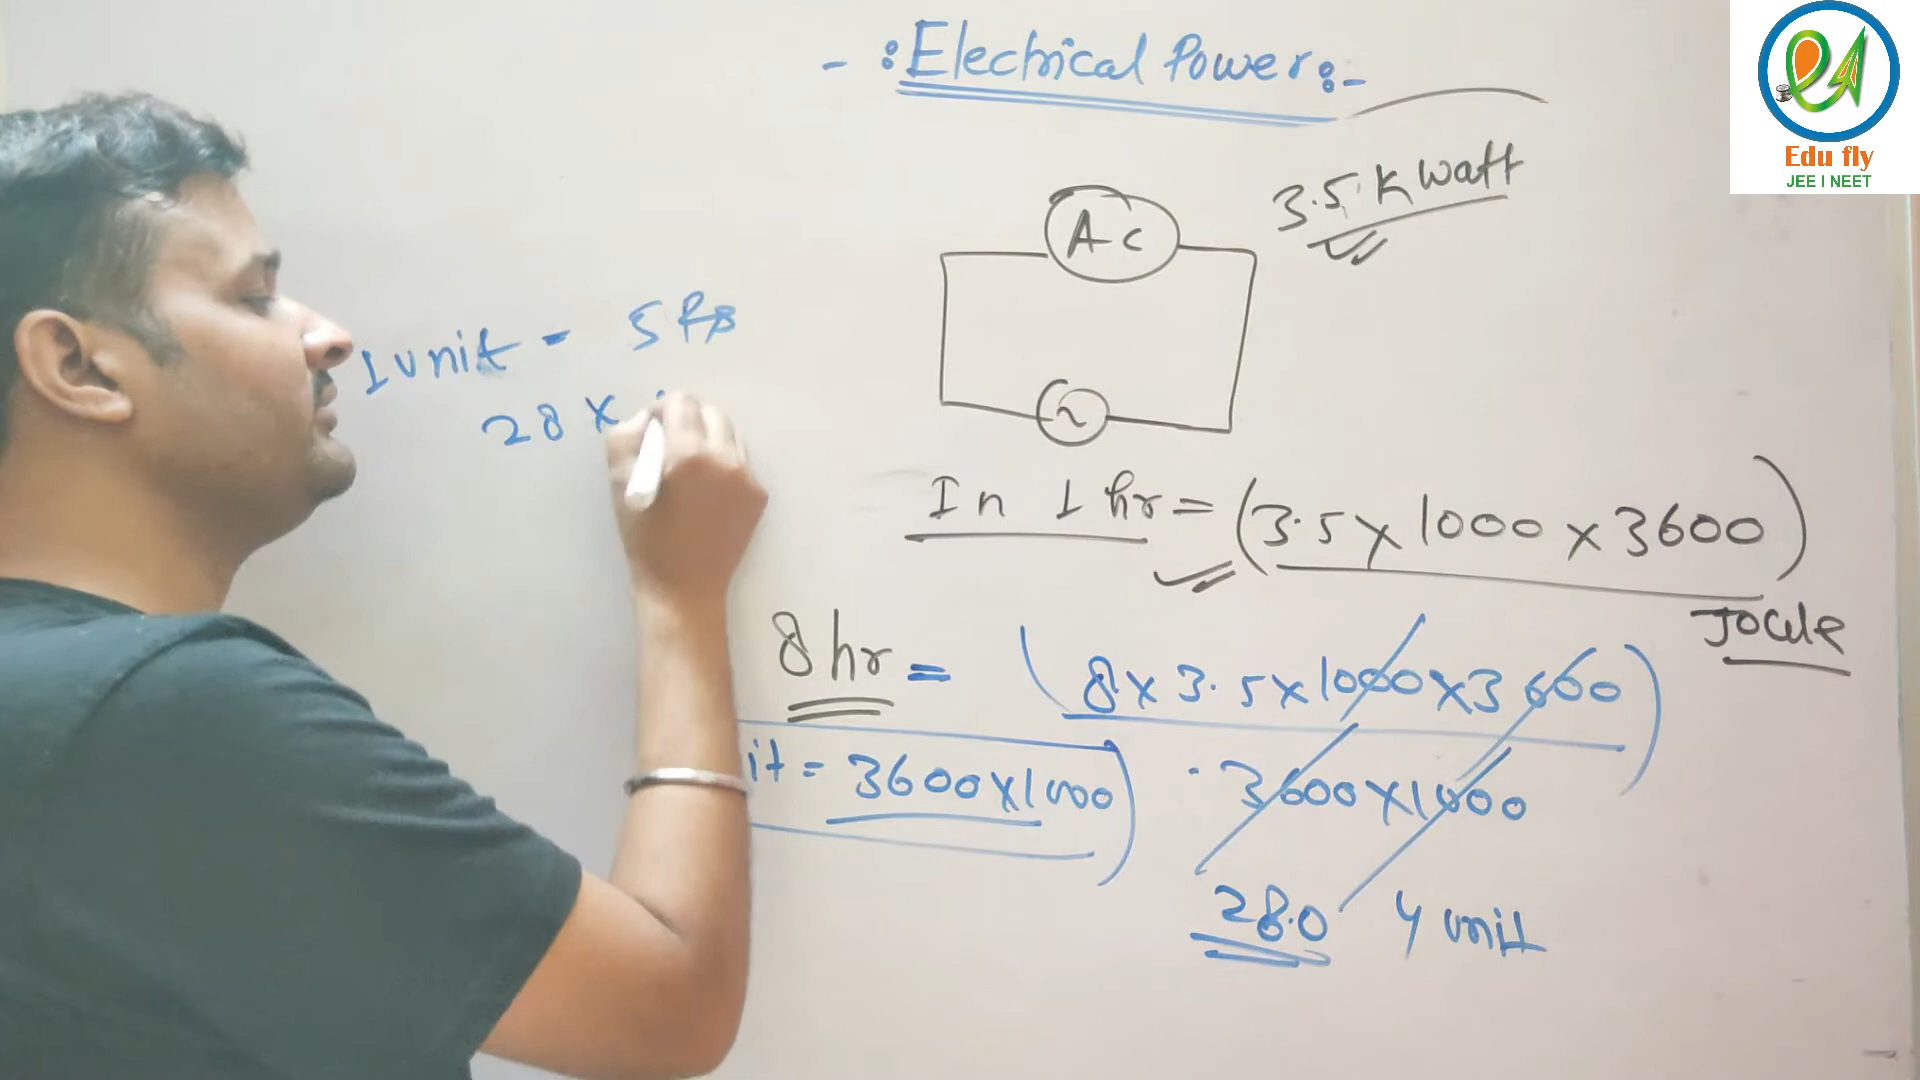 - :Electrical Power:-
Edu fly
JEE I NEET
3.5 K watt
AC
1 unit - 5 Rs
28 x
In 1 hr = (3.5 x 1000 x 3600)
Joule
8 hr = (8 x 3.5 x 1000 x 3600)
it = 3600 x 1000)
3600 x 1000
28.0 unit